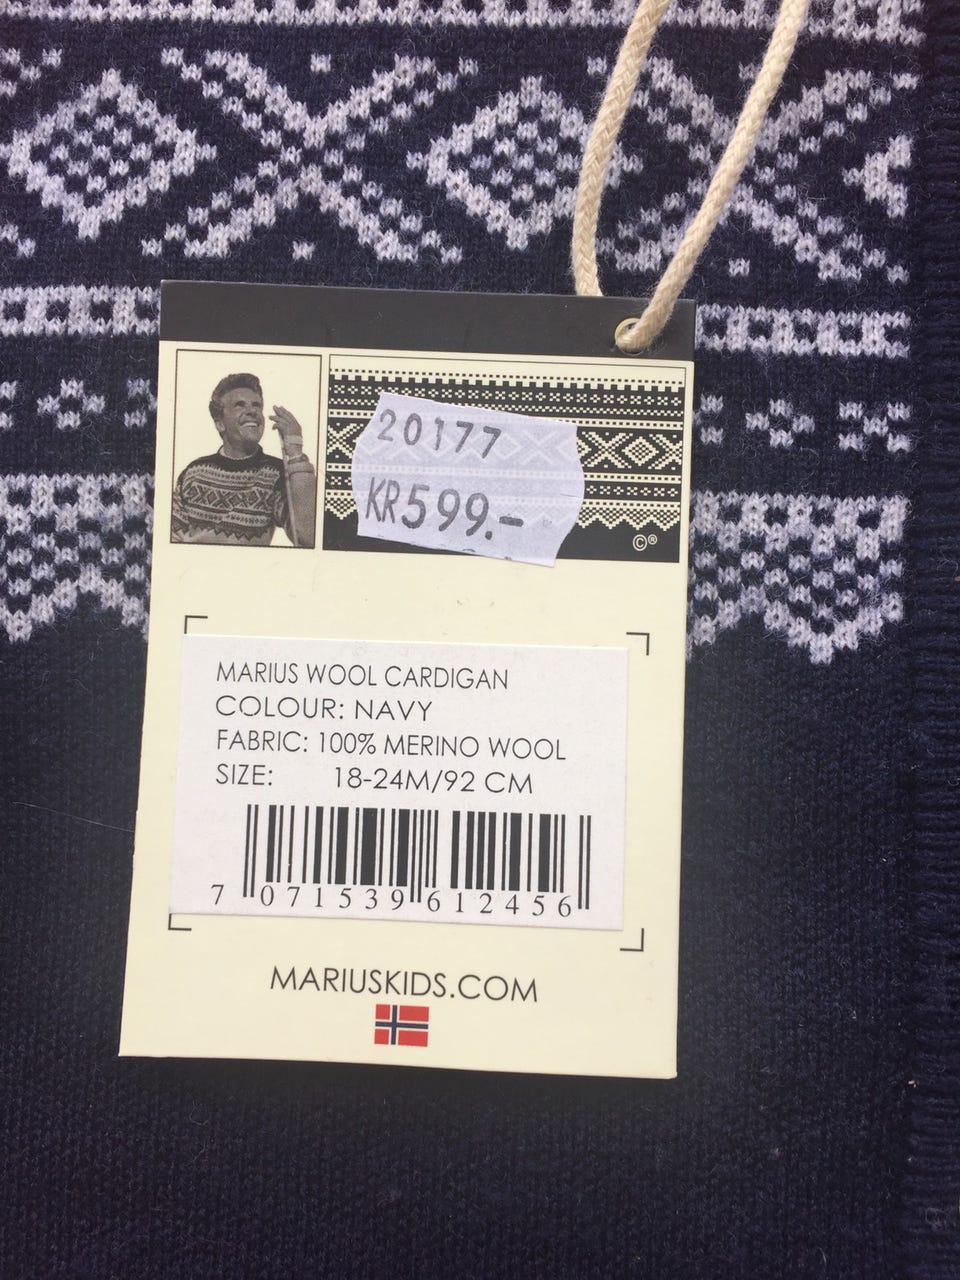 20177
KR599.-
©®
MARIUS WOOL CARDIGAN
COLOUR: NAVY
FABRIC: 100% MERINO WOOL
SIZE: 18-24M/92 CM
7 071539 612456
MARIUSKIDS.COM